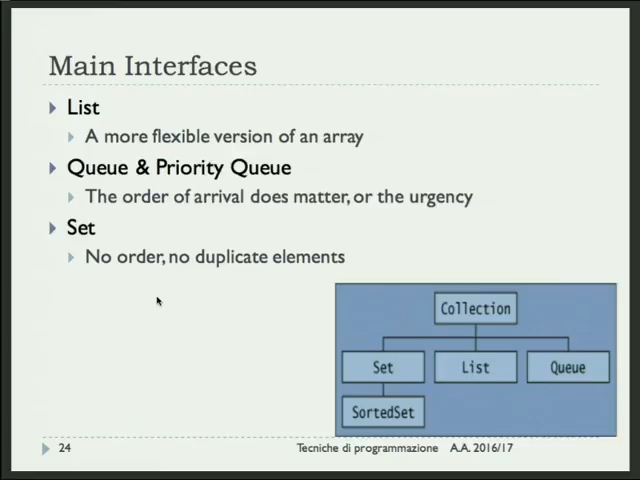 Main Interfaces
List
A more flexible version of an array
Queue & Priority Queue
The order of arrival does matter, or the urgency
Set
No order, no duplicate elements
Collection
Set List Queue
SortedSet
24 Tecniche di programmazione A.A. 2016/17